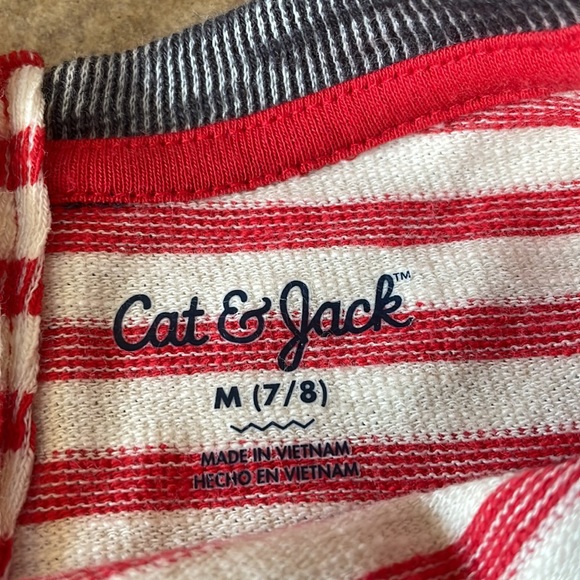 Cat & Jack™
M (7/8)
MADE IN VIETNAM
HECHO EN VIETNAM